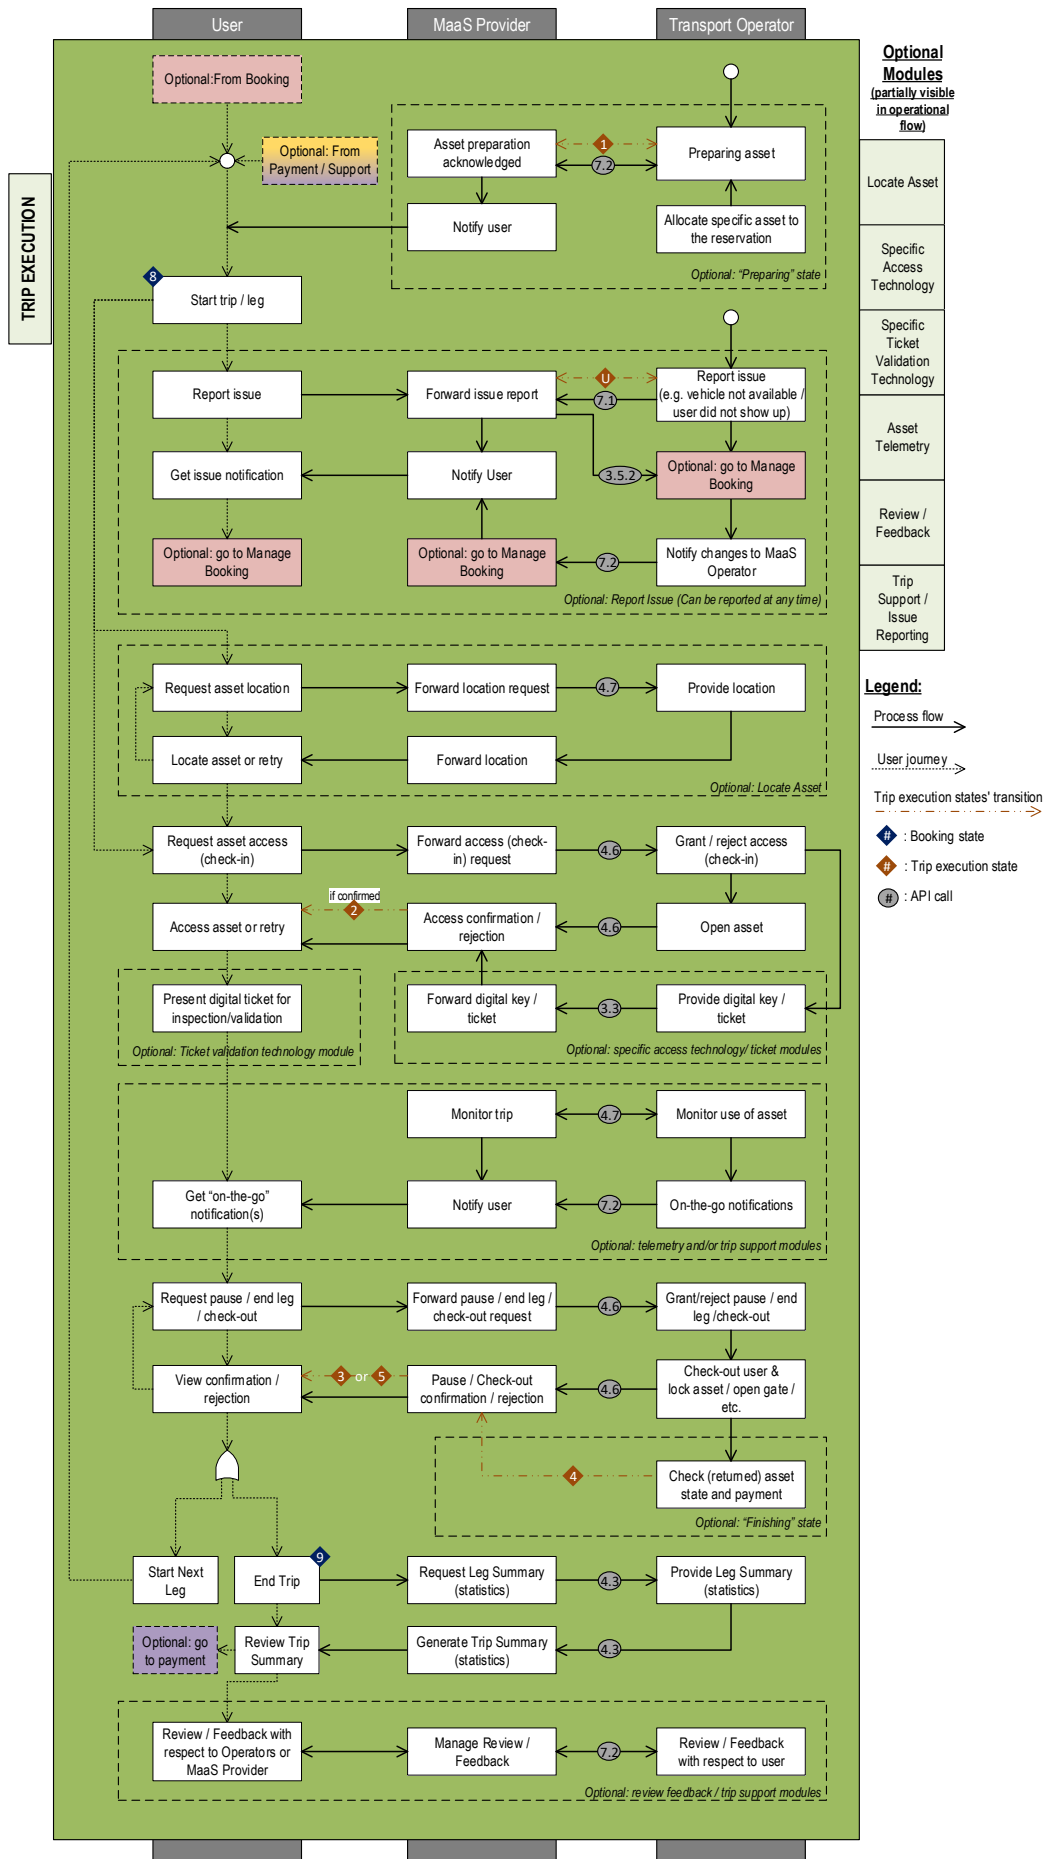 User
MaaS Provider
Transport Operator
TRIP EXECUTION
Optional:From Booking
Optional: From
Payment / Support
Asset preparation
acknowledged
1
7.2
Preparing asset
Notify user
Allocate specific asset to
the reservation
Optional: "Preparing" state
8
Start trip / leg
Report issue
Forward issue report
U
7.1
Report issue
(e.g. vehicle not available /
user did not show up)
Get issue notification
Notify User
3.5.2
Optional: go to Manage
Booking
Optional: go to Manage
Booking
Optional: go to Manage
Booking
7.2
Notify changes to MaaS
Operator
Optional: Report Issue (Can be reported at any time)
Request asset location
Forward location request
4.7
Provide location
Locate asset or retry
Forward location
Optional: Locate Asset
Request asset access
(check-in)
Forward access (check-
in) request
4.6
Grant / reject access
(check-in)
if confirmed
2
Access asset or retry
Access confirmation /
rejection
4.6
Open asset
Present digital ticket for
inspection/validation
Optional: Ticket validation technology module
Forward digital key /
ticket
3.3
Provide digital key /
ticket
Optional: specific access technology/ ticket modules
Monitor trip
4.7
Monitor use of asset
Get "on-the-go"
notification(s)
Notify user
7.2
On-the-go notifications
Optional: telemetry and/or trip support modules
Request pause / end leg
/ check-out
Forward pause / end leg /
check-out request
4.6
Grant/reject pause / end
leg /check-out
View confirmation /
rejection
3 or 5
Pause / Check-out
confirmation / rejection
4.6
Check-out user &
lock asset / open gate /
etc.
4
Check (returned) asset
state and payment
Optional: "Finishing" state
Start Next
Leg
9
End Trip
Request Leg Summary
(statistics)
4.3
Provide Leg Summary
(statistics)
Optional: go
to payment
Review Trip
Summary
Generate Trip Summary
(statistics)
4.3
Review / Feedback with
respect to Operators or
MaaS Provider
Manage Review /
Feedback
7.2
Review / Feedback
with respect to user
Optional: review feedback / trip support modules
Optional
Modules
(partially visible
in operational
flow)
Locate Asset
Specific
Access
Technology
Specific
Ticket
Validation
Technology
Asset
Telemetry
Review /
Feedback
Trip
Support /
Issue
Reporting
Legend:
Process flow
User journey
Trip execution states' transition
# : Booking state
# : Trip execution state
# : API call